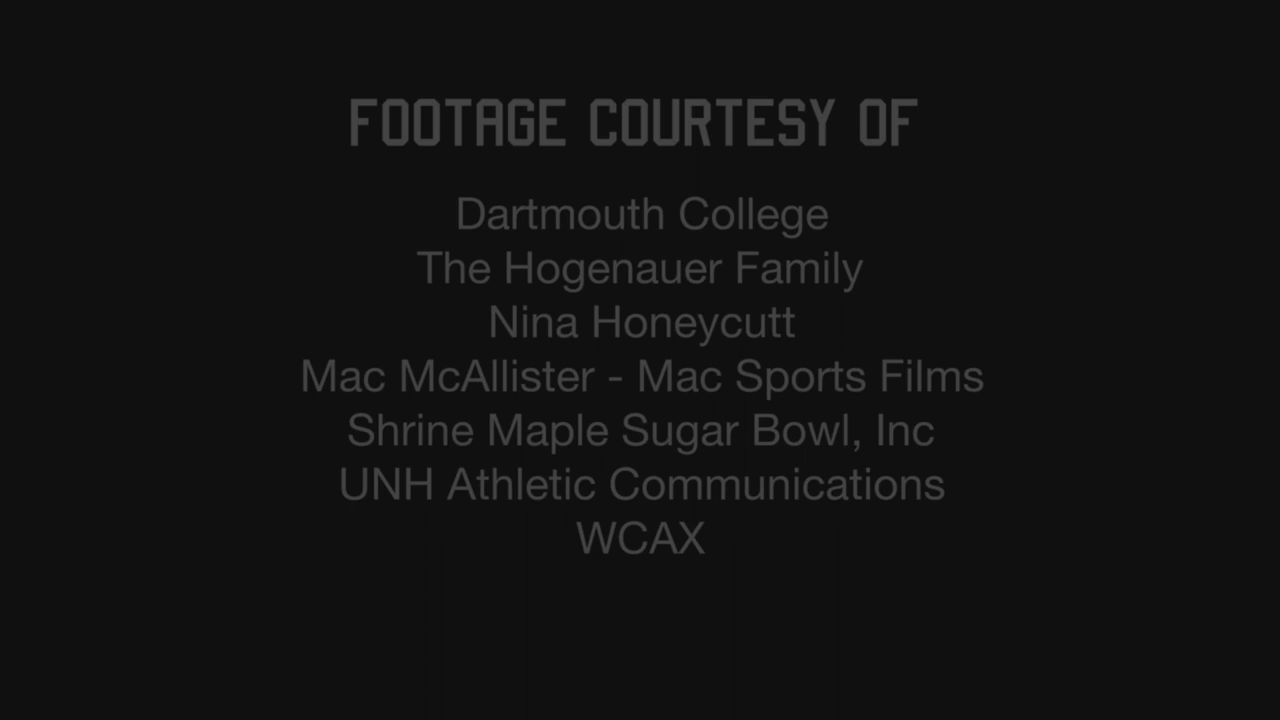 FOOTAGE COURTESY OF
Dartmouth College
The Hogenauer Family
Nina Honeycutt
Mac McAllister - Mac Sports Films
Shrine Maple Sugar Bowl, Inc
UNH Athletic Communications
WCAX